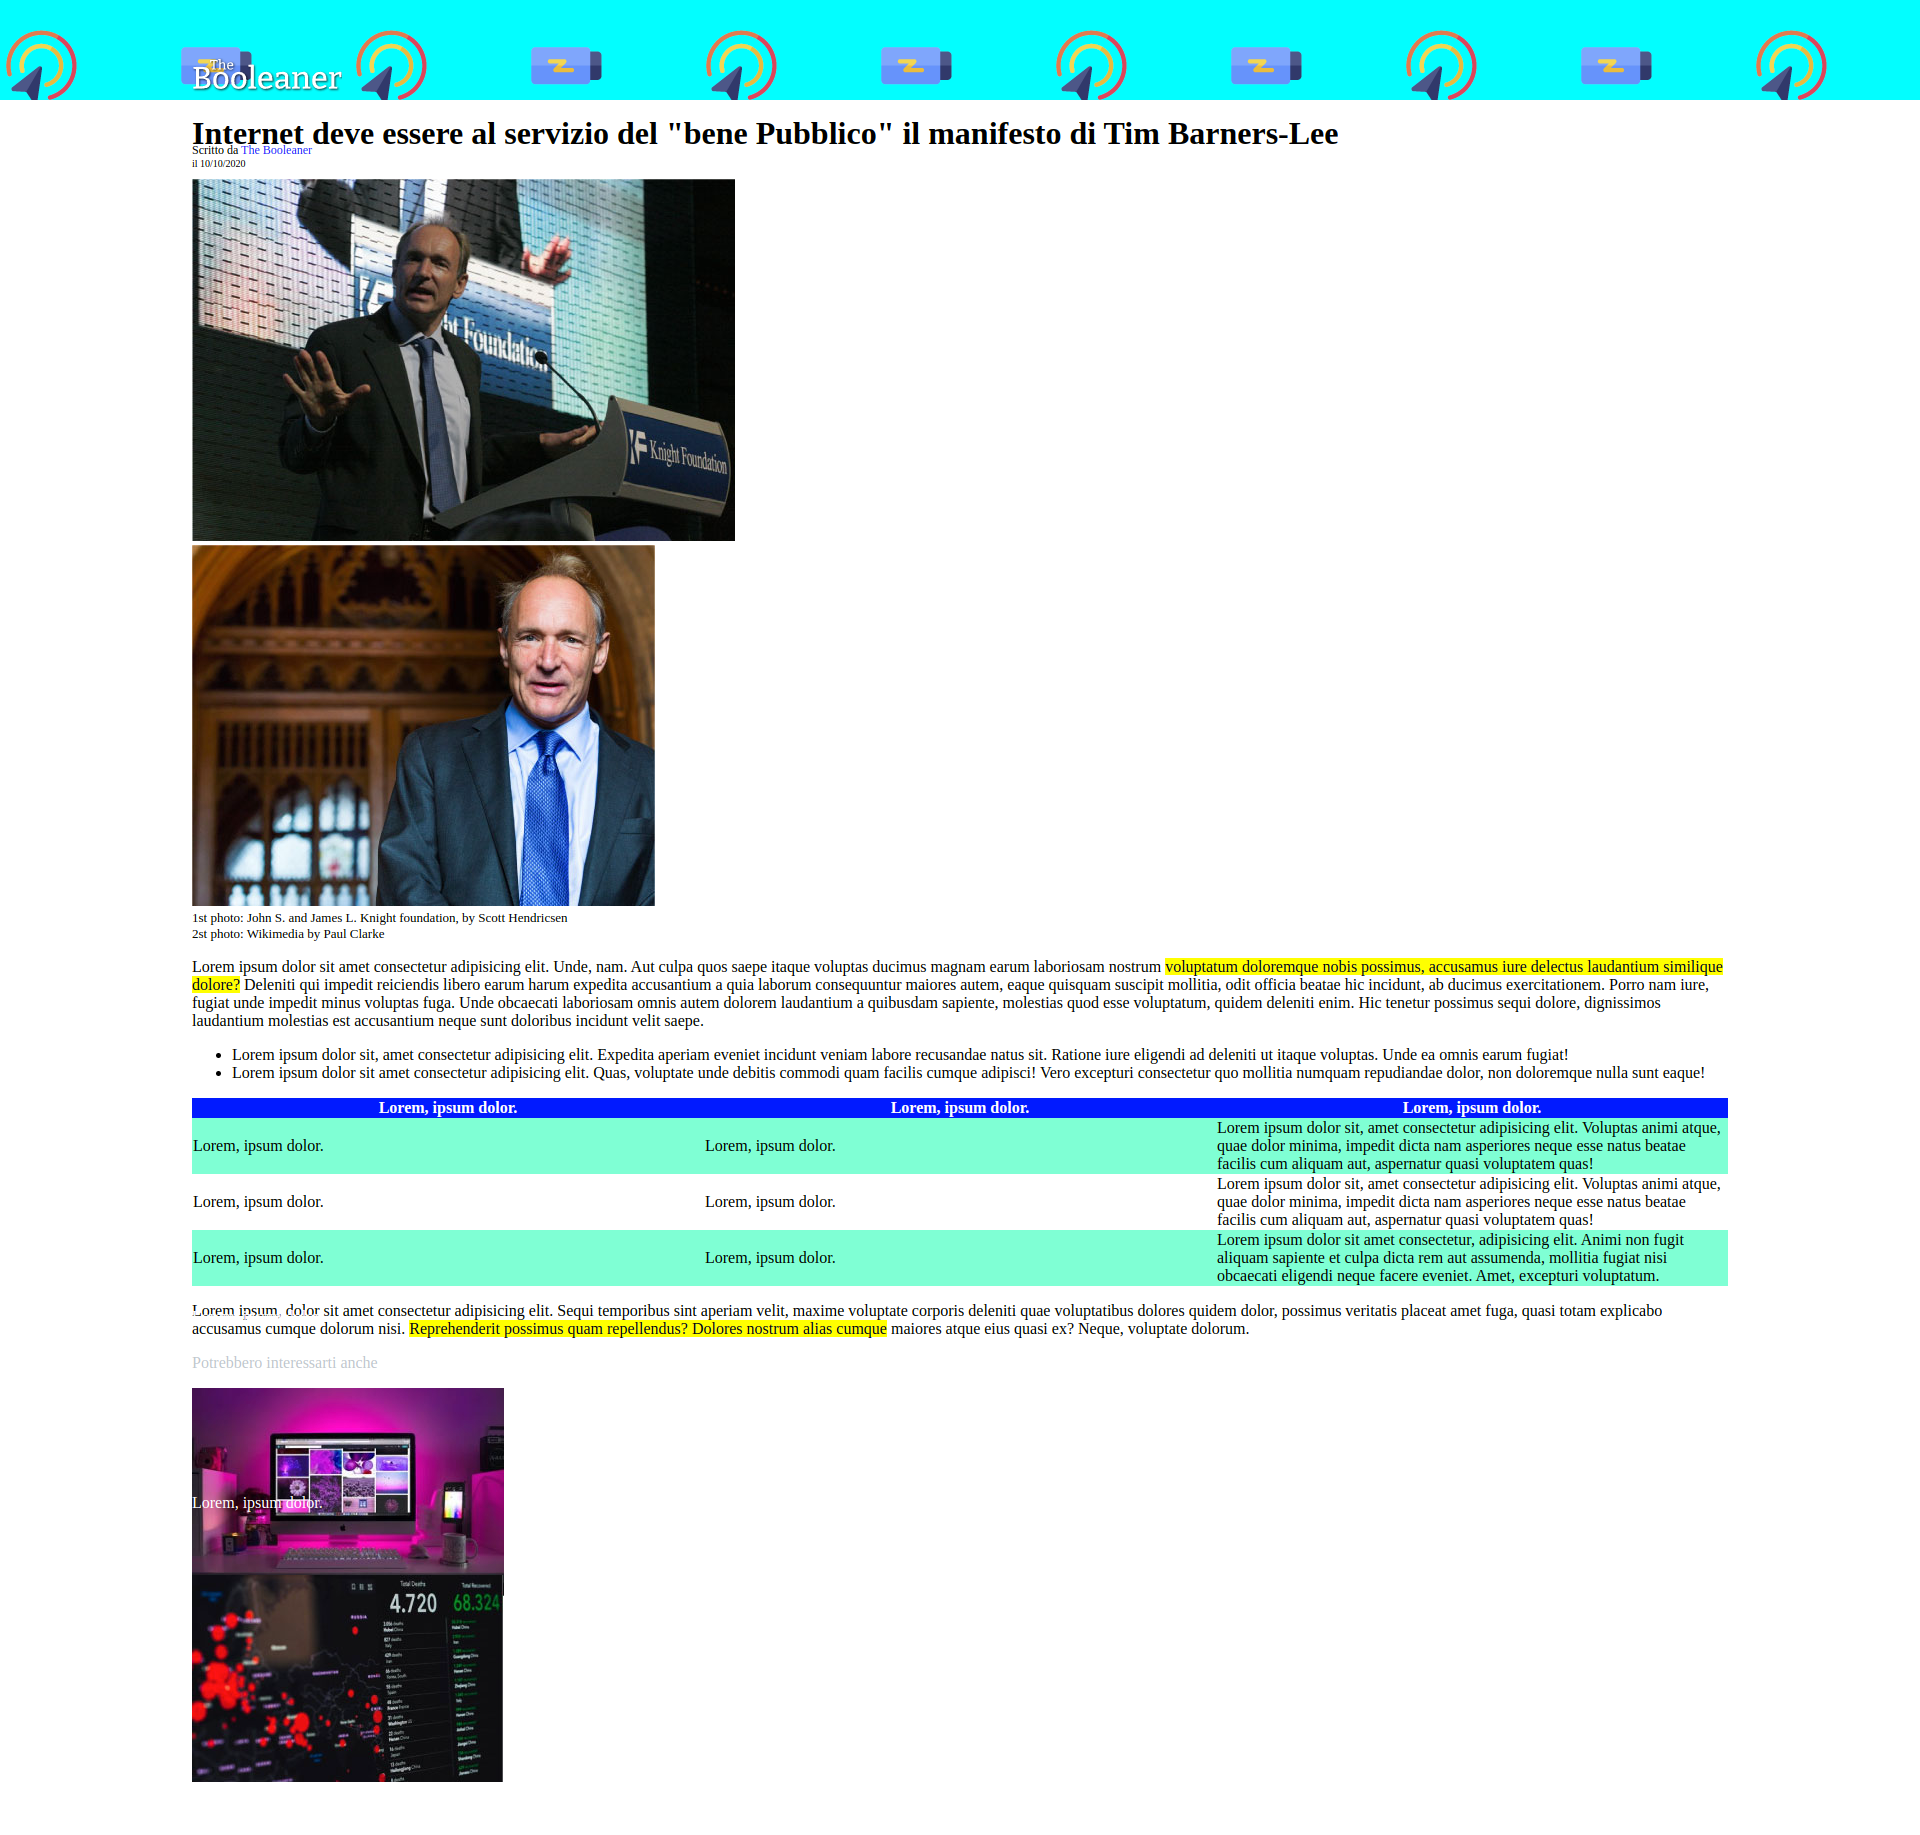 The
Booleaner
Internet deve essere al servizio del "bene Pubblico" il manifesto di Tim Barners-Lee
Scritto da The Booleaner
il 10/10/2020
Knight Foundation
Knight Foundation
1st photo: John S. and James L. Knight foundation, by Scott Hendricsen
2st photo: Wikimedia by Paul Clarke
Lorem ipsum dolor sit amet consectetur adipisicing elit. Unde, nam. Aut culpa quos saepe itaque voluptas ducimus magnam earum laboriosam nostrum voluptatum doloremque nobis possimus, accusamus iure delectus laudantium similique
dolore? Deleniti qui impedit reiciendis libero earum harum expedita accusantium a quia laborum consequuntur maiores autem, eaque quisquam suscipit mollitia, odit officia beatae hic incidunt, ab ducimus exercitationem. Porro nam iure,
fugiat unde impedit minus voluptas fuga. Unde obcaecati laboriosam omnis autem dolorem laudantium a quibusdam sapiente, molestias quod esse voluptatum, quidem deleniti enim. Hic tenetur possimus sequi dolore, dignissimos
laudantium molestias est accusantium neque sunt doloribus incidunt velit saepe.
Lorem ipsum dolor sit, amet consectetur adipisicing elit. Expedita aperiam eveniet incidunt veniam labore recusandae natus sit. Ratione iure eligendi ad deleniti ut itaque voluptas. Unde ea omnis earum fugiat!
Lorem ipsum dolor sit amet consectetur adipisicing elit. Quas, voluptate unde debitis commodi quam facilis cumque adipisci! Vero excepturi consectetur quo mollitia numquam repudiandae dolor, non doloremque nulla sunt eaque!
Lorem, ipsum dolor. Lorem, ipsum dolor. Lorem, ipsum dolor.
Lorem, ipsum dolor. Lorem, ipsum dolor. Lorem ipsum dolor sit, amet consectetur adipisicing elit. Voluptas animi atque,
quae dolor minima, impedit dicta nam asperiores neque esse natus beatae
facilis cum aliquam aut, aspernatur quasi voluptatem quas!
Lorem, ipsum dolor. Lorem, ipsum dolor. Lorem ipsum dolor sit, amet consectetur adipisicing elit. Voluptas animi atque,
quae dolor minima, impedit dicta nam asperiores neque esse natus beatae
facilis cum aliquam aut, aspernatur quasi voluptatem quas!
Lorem, ipsum dolor. Lorem, ipsum dolor. Lorem ipsum dolor sit amet consectetur, adipisicing elit. Animi non fugit
aliquam sapiente et culpa dicta rem aut assumenda, mollitia fugiat nisi
obcaecati eligendi neque facere eveniet. Amet, excepturi voluptatum.
Lorem ipsum, dolor sit amet consectetur adipisicing elit. Sequi temporibus sint aperiam velit, maxime voluptate corporis deleniti quae voluptatibus dolores quidem dolor, possimus veritatis placeat amet fuga, quasi totam explicabo
accusamus cumque dolorum nisi. Reprehenderit possimus quam repellendus? Dolores nostrum alias cumque maiores atque eius quasi ex? Neque, voluptate dolorum.
Potrebbero interessarti anche
Lorem, ipsum dolor.
Total Deaths Total Recovered
4.720 68.324